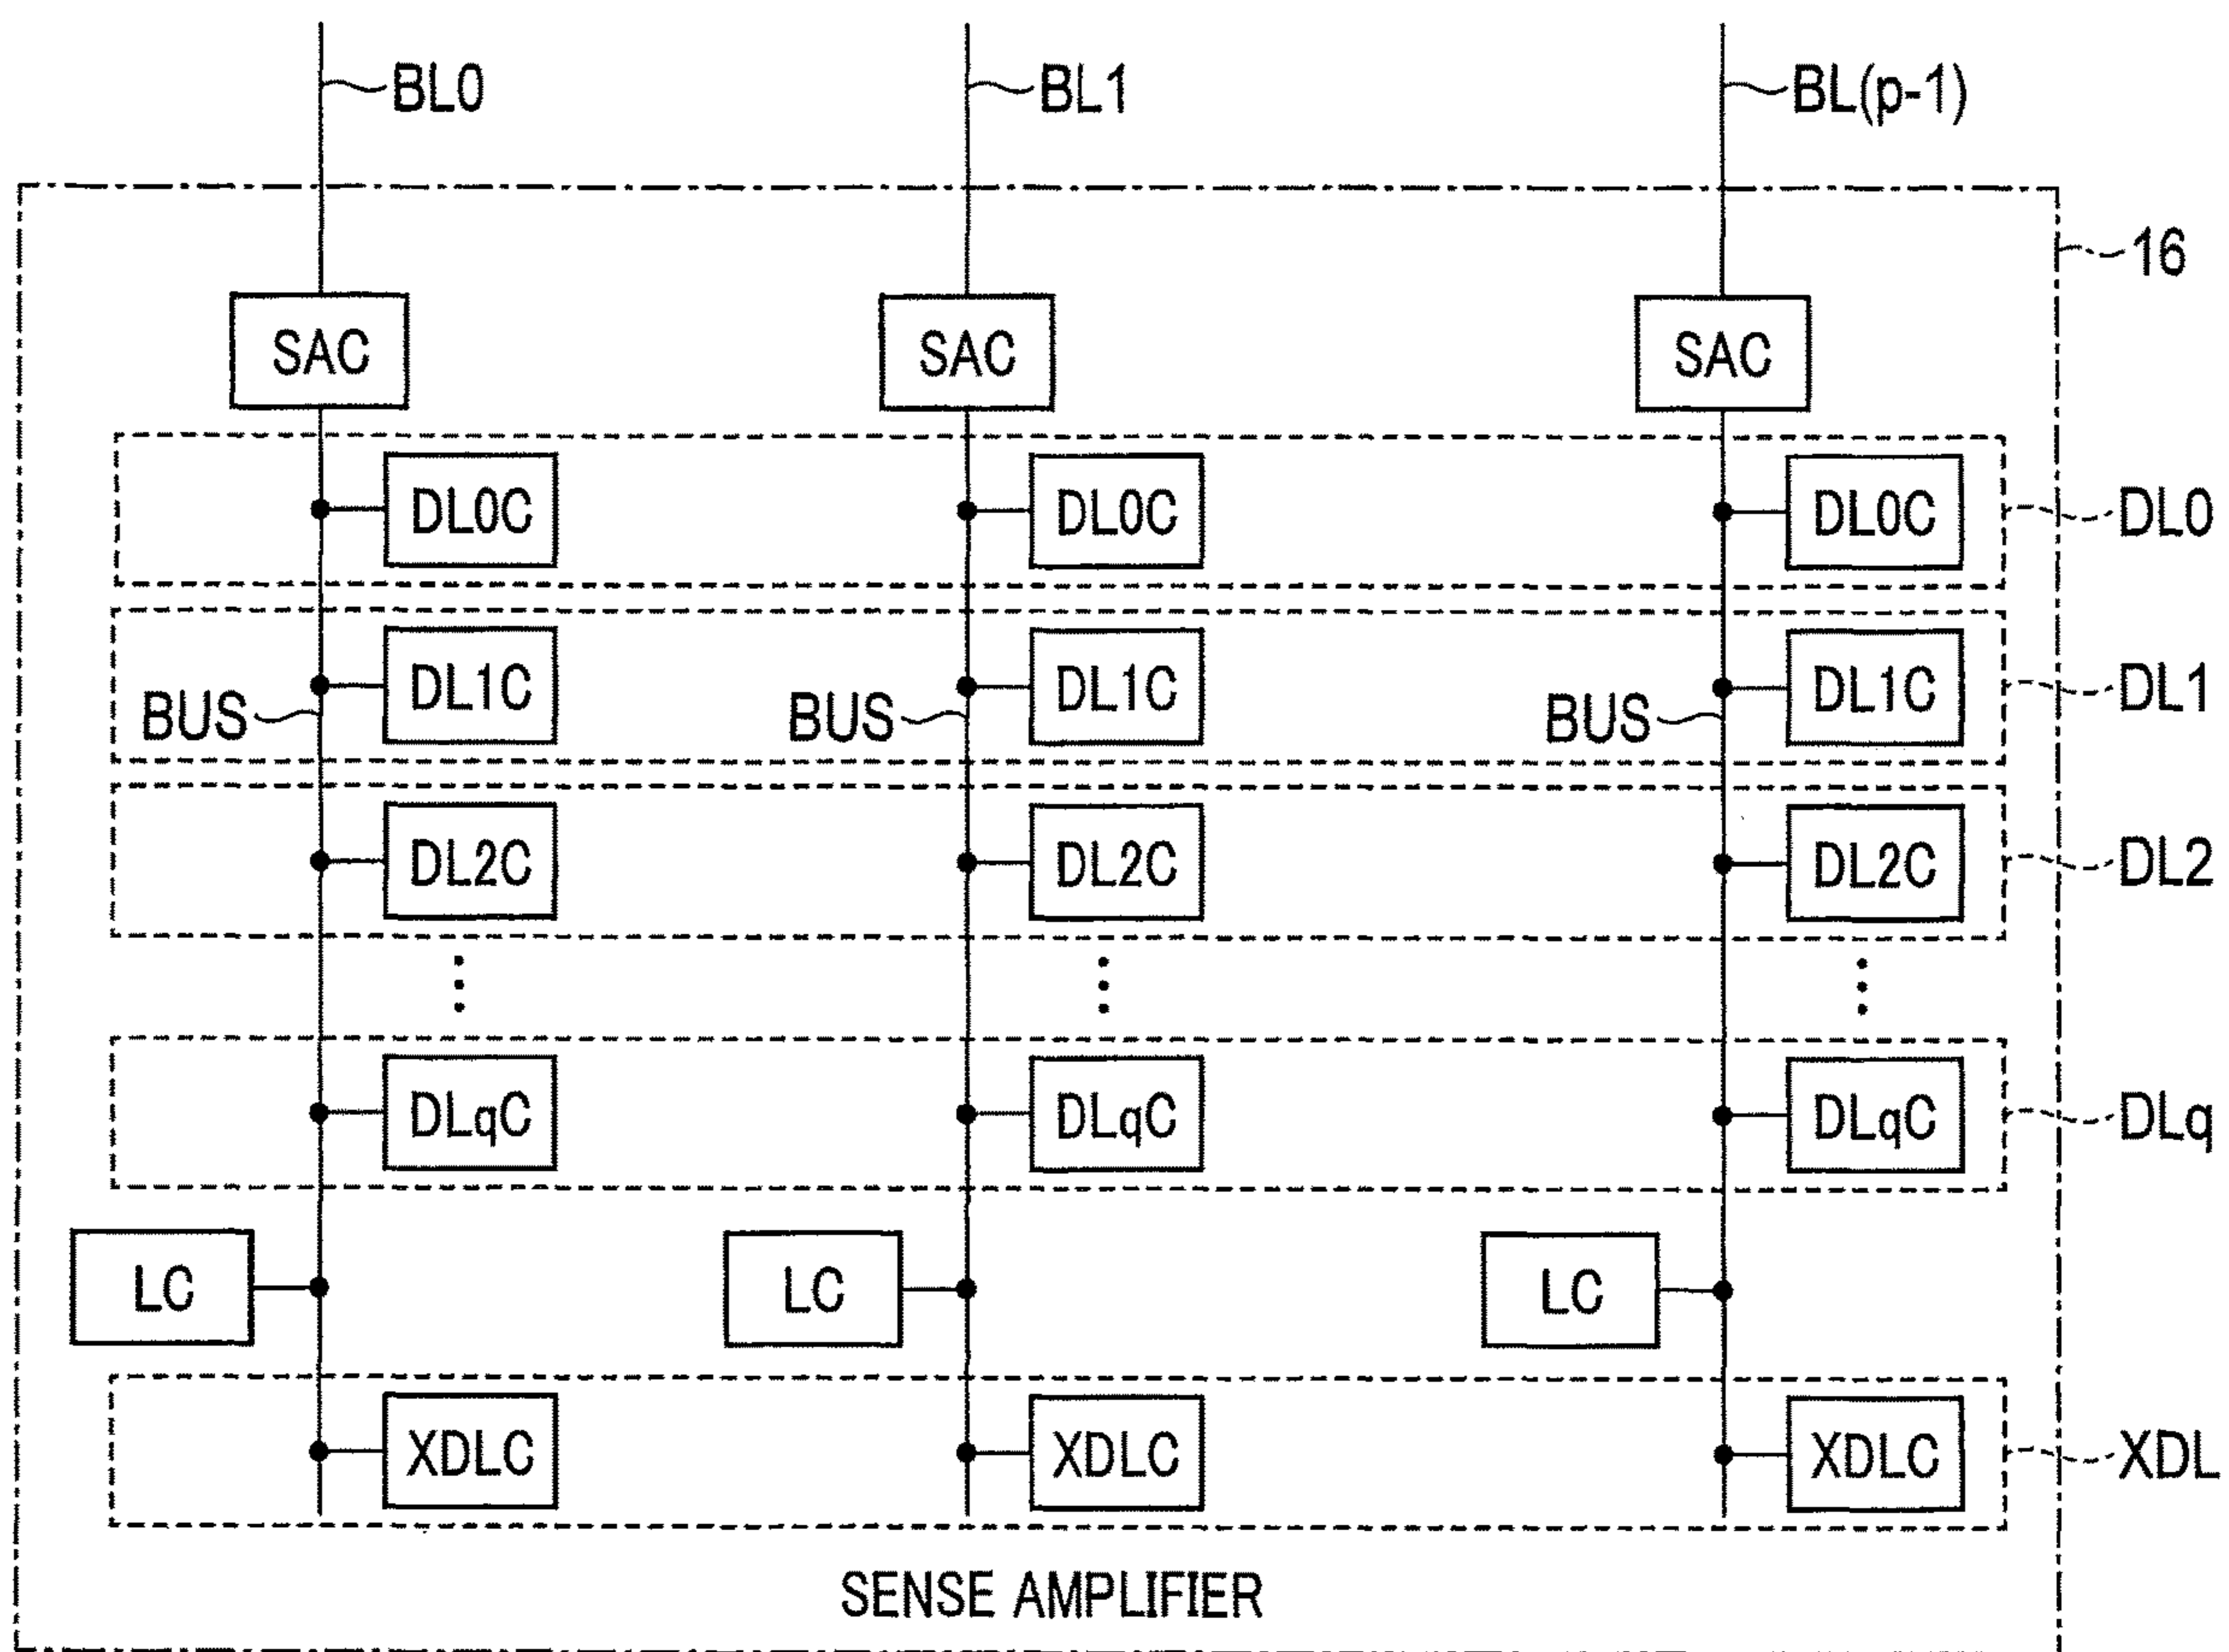 BL0 BL1 BL(p-1)
16
SAC SAC SAC
DL0C DL0C DL0C DL0
DL1C DL1C DL1C DL1
BUS BUS BUS
DL2C DL2C DL2C DL2
DLqC DLqC DLqC DLq
LC LC LC
XDLC XDLC XDLC XDL
SENSE AMPLIFIER